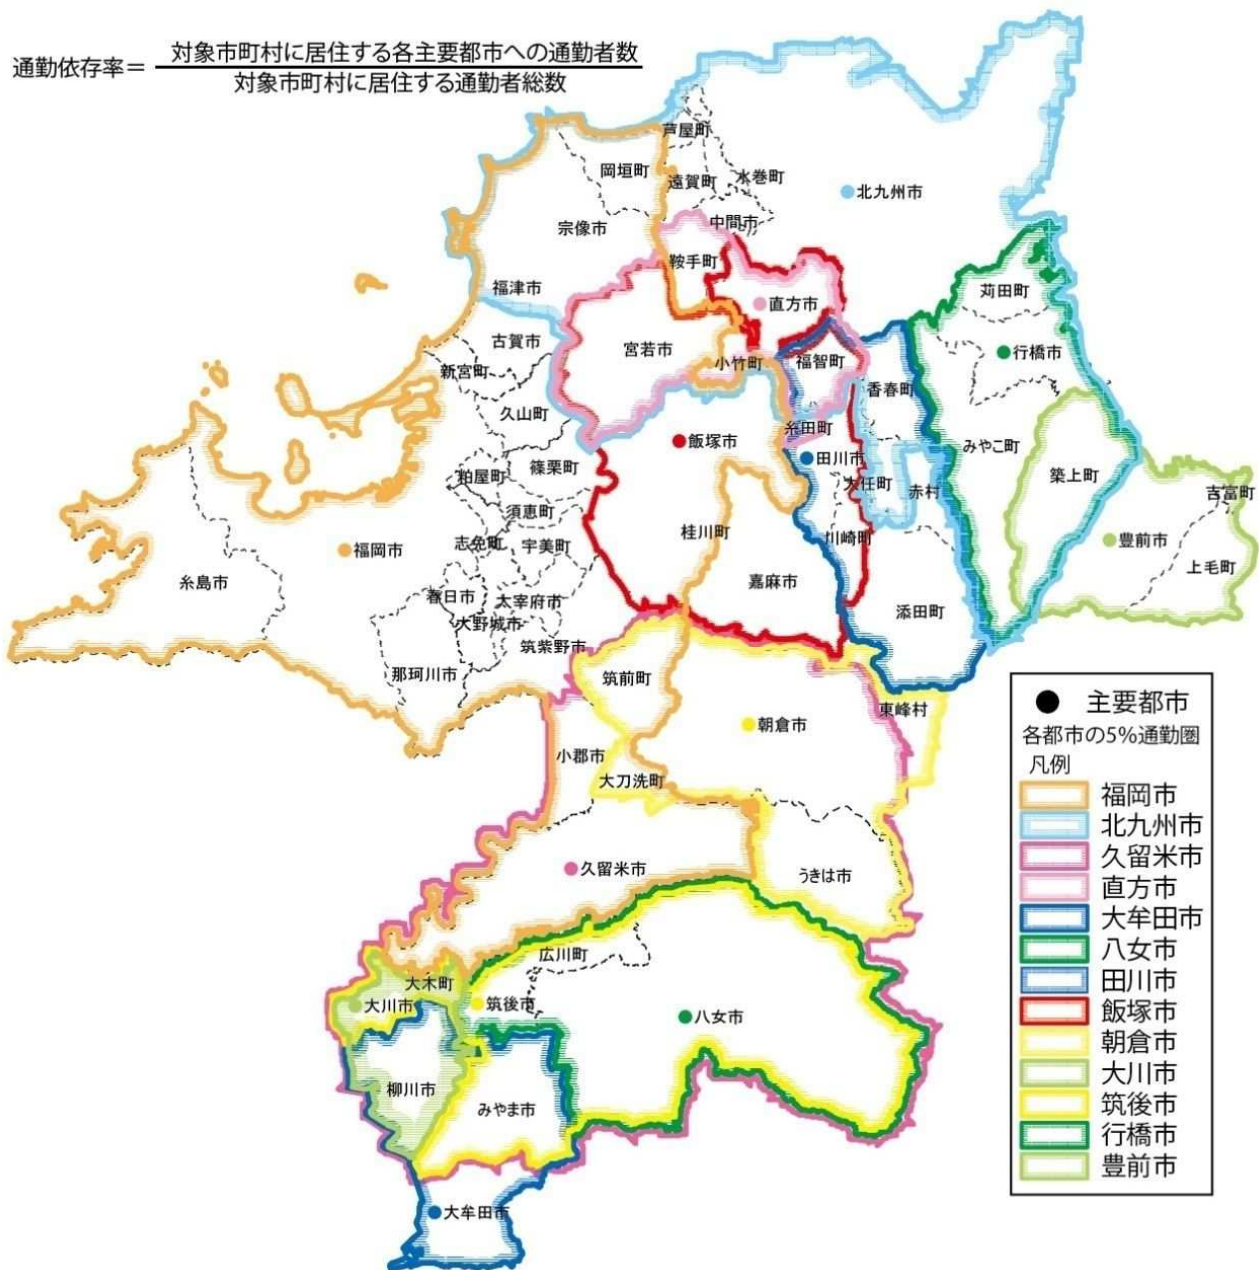 通勤依存率＝ 対象市町村に居住する各主要都市への通勤者数
対象市町村に居住する通勤者総数
芦屋町
岡垣町
遠賀町
水巻町
北九州市
中間市
宗像市
鞍手町
福津市
直方市
苅田町
古賀市
宮若市
行橋市
新宮町
小竹町
福智町
香春町
久山町
糸田町
飯塚市
田川市
みやこ町
篠栗町
粕屋町
大任町
赤村
築上町
吉富町
須恵町
桂川町
川崎町
豊前市
志免町
宇美町
福岡市
上毛町
糸島市
嘉麻市
春日市
太宰府市
添田町
大野城市
筑紫野市
那珂川市
筑前町
東峰村
朝倉市
小郡市
大刀洗町
久留米市
うきは市
広川町
大木町
大川市
筑後市
八女市
柳川市
みやま市
大牟田市
● 主要都市
各都市の5%通勤圏
凡例
福岡市
北九州市
久留米市
直方市
大牟田市
八女市
田川市
飯塚市
朝倉市
大川市
筑後市
行橋市
豊前市